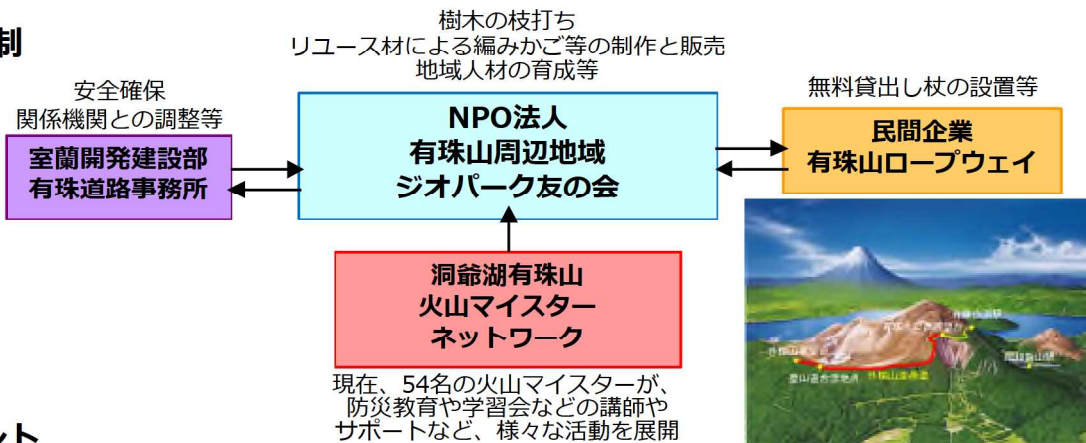 制
樹木の枝打ち
リユース材による編みかご等の制作と販売
地域人材の育成等
安全確保
関係機関との調整等
無料貸出し杖の設置等
室蘭開発建設部
有珠道路事務所
NPO法人
有珠山周辺地域
ジオパーク友の会
民間企業
有珠山ロープウェイ
洞爺湖有珠山
火山マイスター
ネットワーク
現在、54名の火山マイスターが、
防災教育や学習会などの講師や
サポートなど、様々な活動を展開
ント